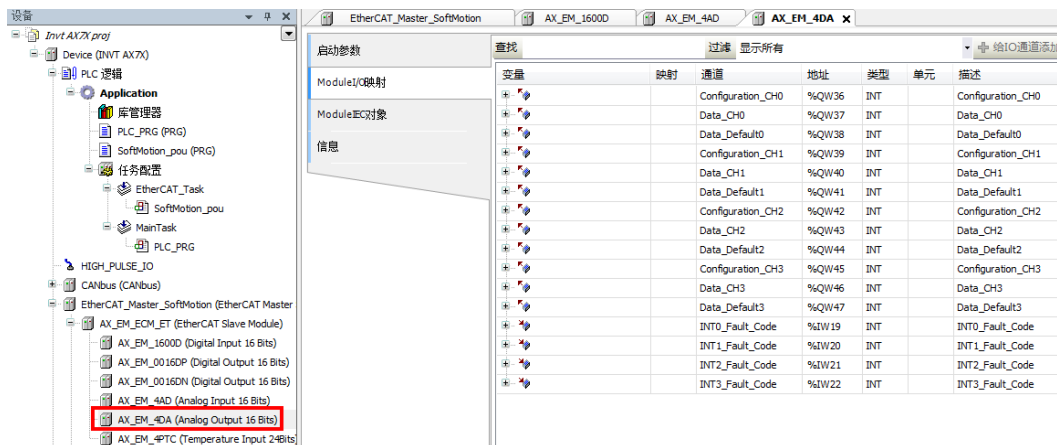 设备
Invt AX7X proj
Device (INVT AX7X)
PLC 逻辑
Application
库管理器
PLC_PRG (PRG)
SoftMotion_pou (PRG)
任务配置
EtherCAT_Task
SoftMotion_pou
MainTask
PLC_PRG
HIGH_PULSE_IO
CANbus (CANbus)
EtherCAT_Master_SoftMotion (EtherCAT Master
AX_EM_ECM_ET (EtherCAT Slave Module)
AX_EM_1600D (Digital Input 16 Bits)
AX_EM_0016DP (Digital Output 16 Bits)
AX_EM_0016DN (Digital Output 16 Bits)
AX_EM_4AD (Analog Input 16 Bits)
AX_EM_4DA (Analog Output 16 Bits)
AX_EM_4PTC (Temperature Input 24Bits)
EtherCAT_Master_SoftMotion AX_EM_1600D AX_EM_4AD AX_EM_4DA
启动参数
ModuleI/O映射
ModuleIEC对象
信息
查找 过滤 显示所有 给IO通道添加
变量 映射 通道 地址 类型 单元 描述
Configuration_CH0 %QW36 INT Configuration_CH0
Data_CH0 %QW37 INT Data_CH0
Data_Default0 %QW38 INT Data_Default0
Configuration_CH1 %QW39 INT Configuration_CH1
Data_CH1 %QW40 INT Data_CH1
Data_Default1 %QW41 INT Data_Default1
Configuration_CH2 %QW42 INT Configuration_CH2
Data_CH2 %QW43 INT Data_CH2
Data_Default2 %QW44 INT Data_Default2
Configuration_CH3 %QW45 INT Configuration_CH3
Data_CH3 %QW46 INT Data_CH3
Data_Default3 %QW47 INT Data_Default3
INT0_Fault_Code %IW19 INT INT0_Fault_Code
INT1_Fault_Code %IW20 INT INT1_Fault_Code
INT2_Fault_Code %IW21 INT INT2_Fault_Code
INT3_Fault_Code %IW22 INT INT3_Fault_Code